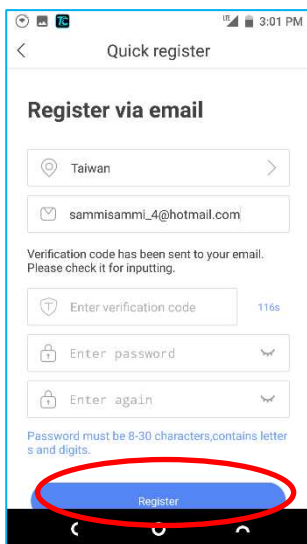 LTE 3:01 PM
Quick register
Register via email
Taiwan
sammisammi_4@hotmail.com
Verification code has been sent to your email.
Please check it for inputting.
Enter verification code 116s
Enter password
Enter again
Password must be 8-30 characters,contains letter
s and digits.
Register